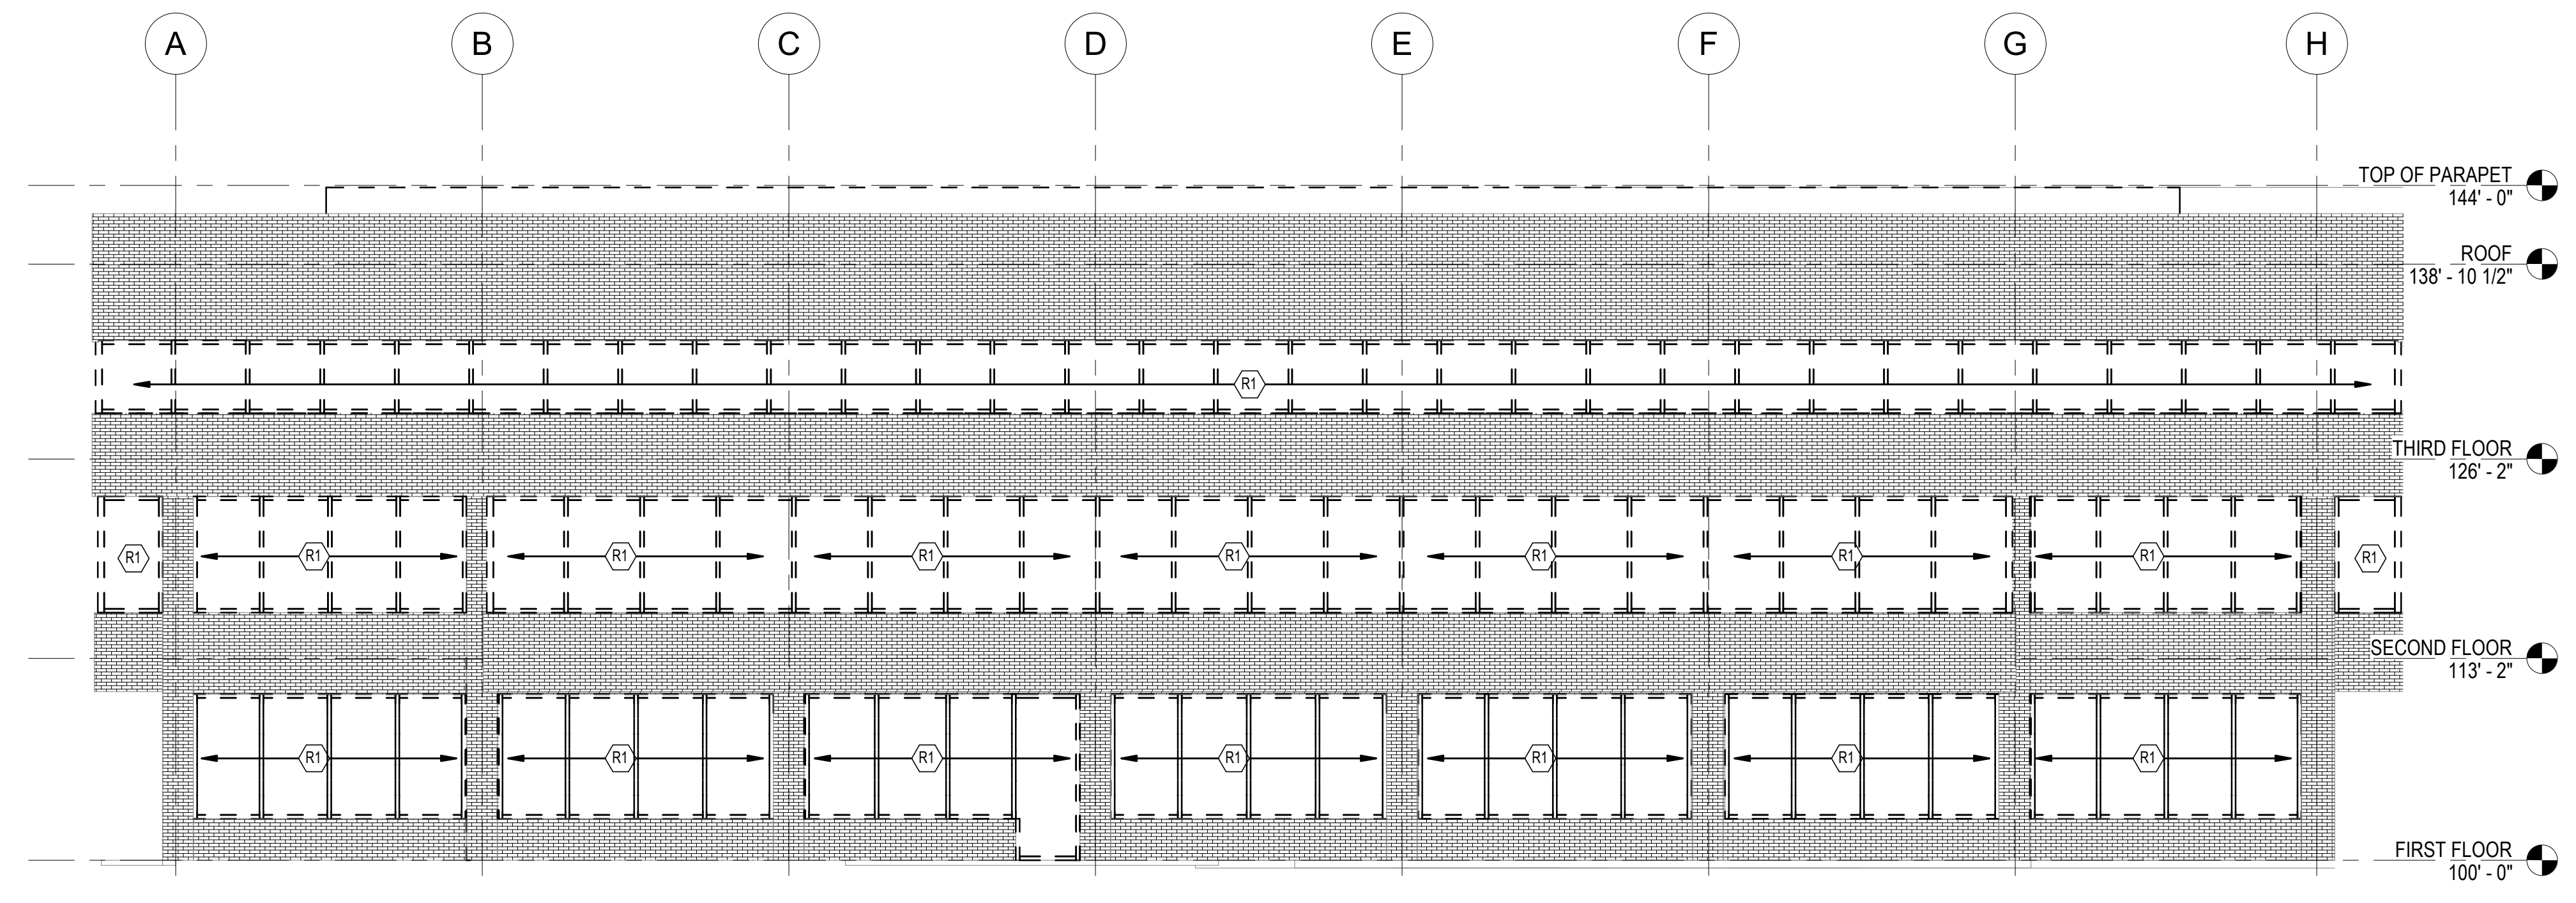 A B C D E F G H
TOP OF PARAPET
144' - 0"
ROOF
138' - 10 1/2"
R1
THIRD FLOOR
126' - 2"
R1 R1 R1 R1 R1 R1 R1 R1 R1
SECOND FLOOR
113' - 2"
R1 R1 R1 R1 R1 R1 R1
FIRST FLOOR
100' - 0"